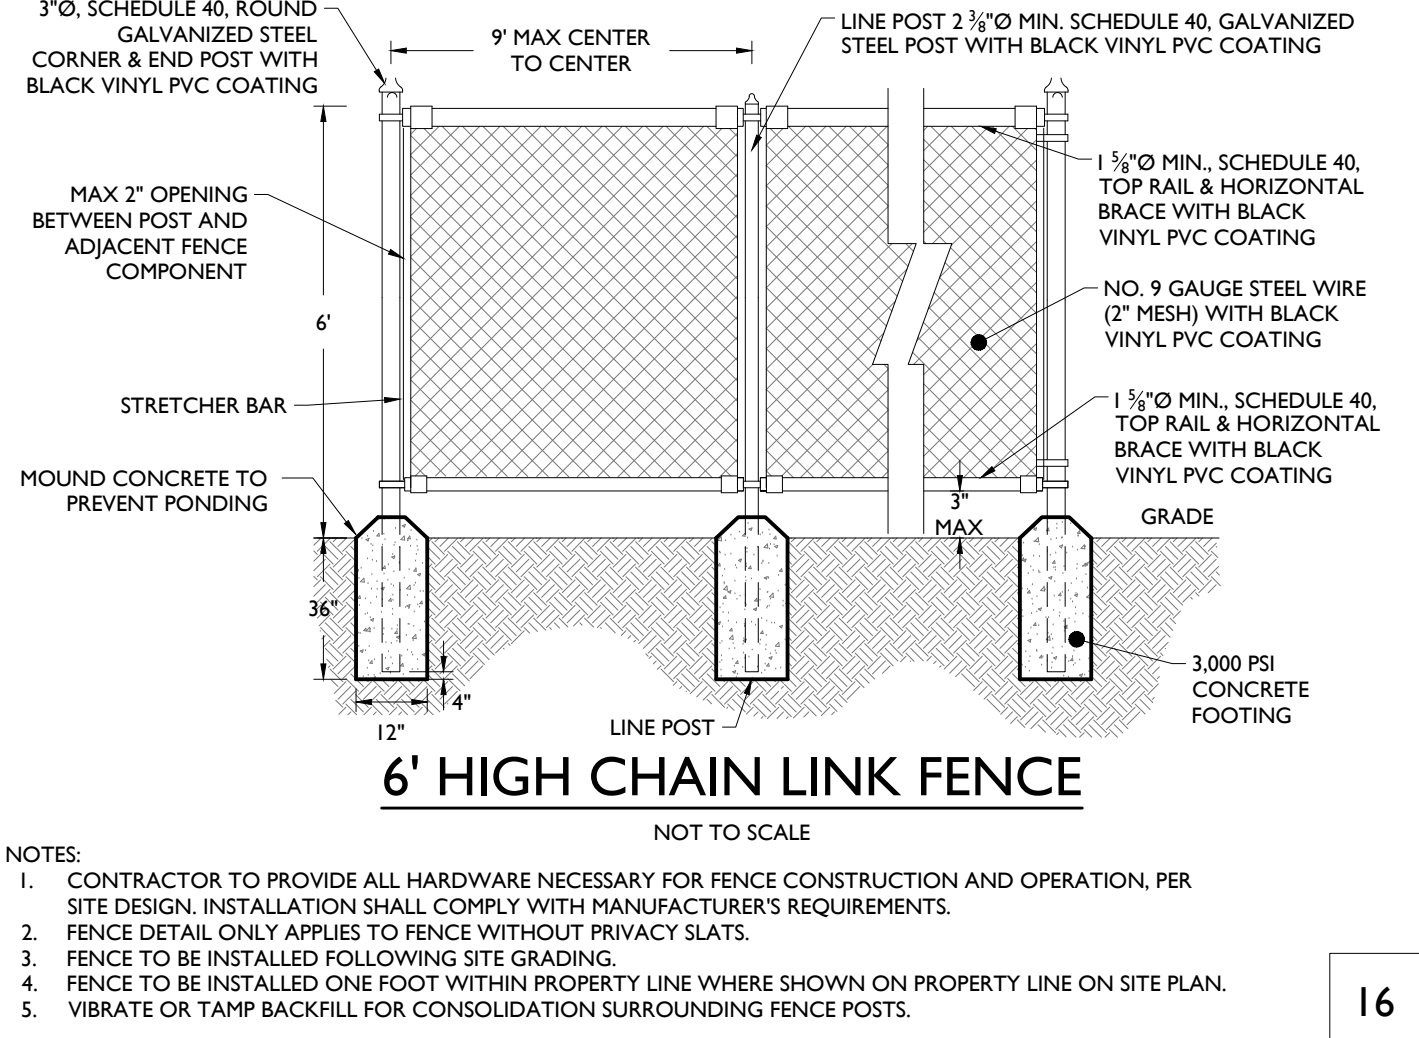 3"Ø, SCHEDULE 40, ROUND
GALVANIZED STEEL
CORNER & END POST WITH
BLACK VINYL PVC COATING
9' MAX CENTER
TO CENTER
LINE POST 2 ⅜"Ø MIN. SCHEDULE 40, GALVANIZED
STEEL POST WITH BLACK VINYL PVC COATING
MAX 2" OPENING
BETWEEN POST AND
ADJACENT FENCE
COMPONENT
1 ⅝"Ø MIN., SCHEDULE 40,
TOP RAIL & HORIZONTAL
BRACE WITH BLACK
VINYL PVC COATING
6'
NO. 9 GAUGE STEEL WIRE
(2" MESH) WITH BLACK
VINYL PVC COATING
STRETCHER BAR
1 ⅝"Ø MIN., SCHEDULE 40,
TOP RAIL & HORIZONTAL
BRACE WITH BLACK
VINYL PVC COATING
MOUND CONCRETE TO
PREVENT PONDING
3"
MAX
GRADE
36"
4"
12"
LINE POST
3,000 PSI
CONCRETE
FOOTING
6' HIGH CHAIN LINK FENCE
NOT TO SCALE
NOTES:
1. CONTRACTOR TO PROVIDE ALL HARDWARE NECESSARY FOR FENCE CONSTRUCTION AND OPERATION, PER
SITE DESIGN. INSTALLATION SHALL COMPLY WITH MANUFACTURER'S REQUIREMENTS.
2. FENCE DETAIL ONLY APPLIES TO FENCE WITHOUT PRIVACY SLATS.
3. FENCE TO BE INSTALLED FOLLOWING SITE GRADING.
4. FENCE TO BE INSTALLED ONE FOOT WITHIN PROPERTY LINE WHERE SHOWN ON PROPERTY LINE ON SITE PLAN.
5. VIBRATE OR TAMP BACKFILL FOR CONSOLIDATION SURROUNDING FENCE POSTS.
16